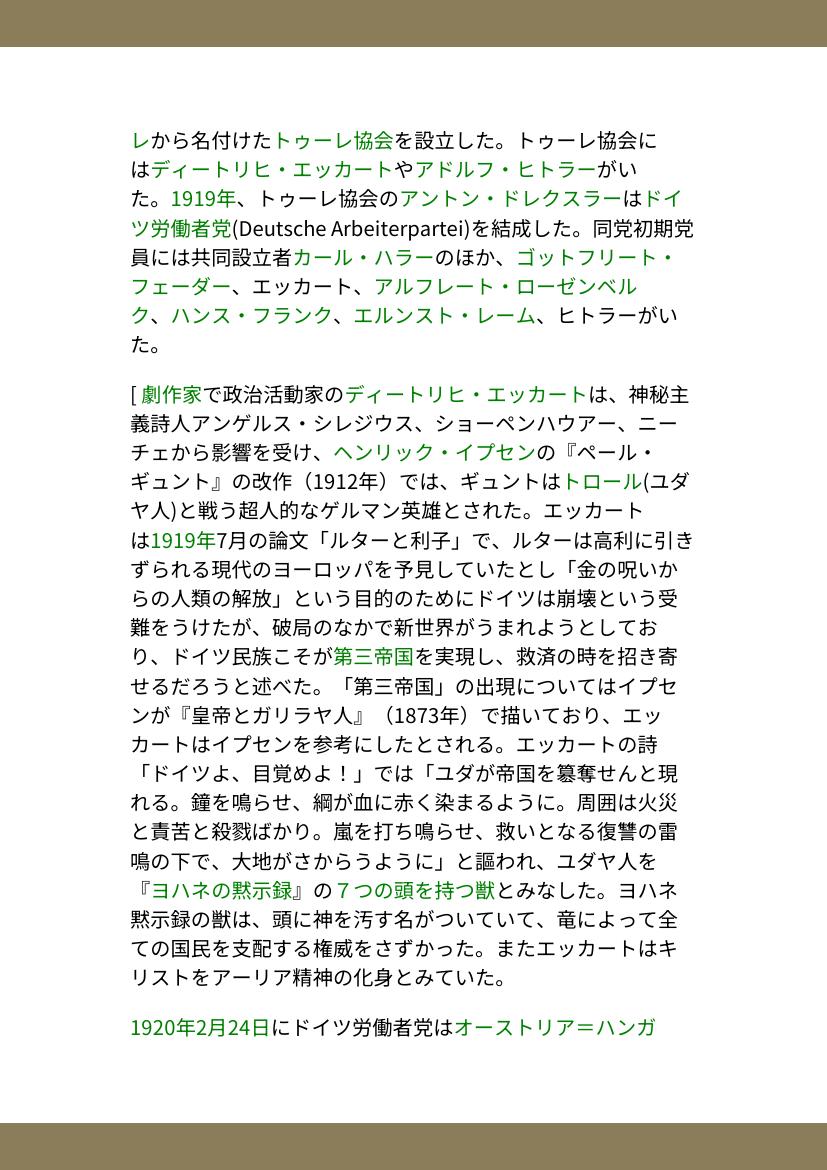 レから名付けたトゥーレ協会を設立した。トゥーレ協会に
はディートリヒ・エッカートやアドルフ・ヒトラーがい
た。1919年、トゥーレ協会のアントン・ドレクスラーはドイ
ツ労働者党(Deutsche Arbeiterpartei)を結成した。同党初期党
員には共同設立者カール・ハラーのほか、ゴットフリート・
フェーダー、エッカート、アルフレート・ローゼンベル
ク、ハンス・フランク、エルンスト・レーム、ヒトラーがい
た。
[ 劇作家で政治活動家のディートリヒ・エッカートは、神秘主
義詩人アンゲルス・シレジウス、ショーペンハウアー、ニー
チェから影響を受け、ヘンリック・イプセンの『ペール・
ギュント』の改作（1912年）では、ギュントはトロール(ユダ
ヤ人)と戦う超人的なゲルマン英雄とされた。エッカート
は1919年7月の論文「ルターと利子」で、ルターは高利に引き
ずられる現代のヨーロッパを予見していたとし「金の呪いか
らの人類の解放」という目的のためにドイツは崩壊という受
難をうけたが、破局のなかで新世界がうまれようとしてお
り、ドイツ民族こそが第三帝国を実現し、救済の時を招き寄
せるだろうと述べた。「第三帝国」の出現についてはイプセ
ンが『皇帝とガリラヤ人』（1873年）で描いており、エッ
カートはイプセンを参考にしたとされる。エッカートの詩
「ドイツよ、目覚めよ！」では「ユダが帝国を簒奪せんと現
れる。鐘を鳴らせ、綱が血に赤く染まるように。周囲は火災
と責苦と殺戮ばかり。嵐を打ち鳴らせ、救いとなる復讐の雷
鳴の下で、大地がさからうように」と謳われ、ユダヤ人を
『ヨハネの黙示録』の７つの頭を持つ獣とみなした。ヨハネ
黙示録の獣は、頭に神を汚す名がついていて、竜によって全
ての国民を支配する権威をさずかった。またエッカートはキ
リストをアーリア精神の化身とみていた。
1920年2月24日にドイツ労働者党はオーストリア＝ハンガ